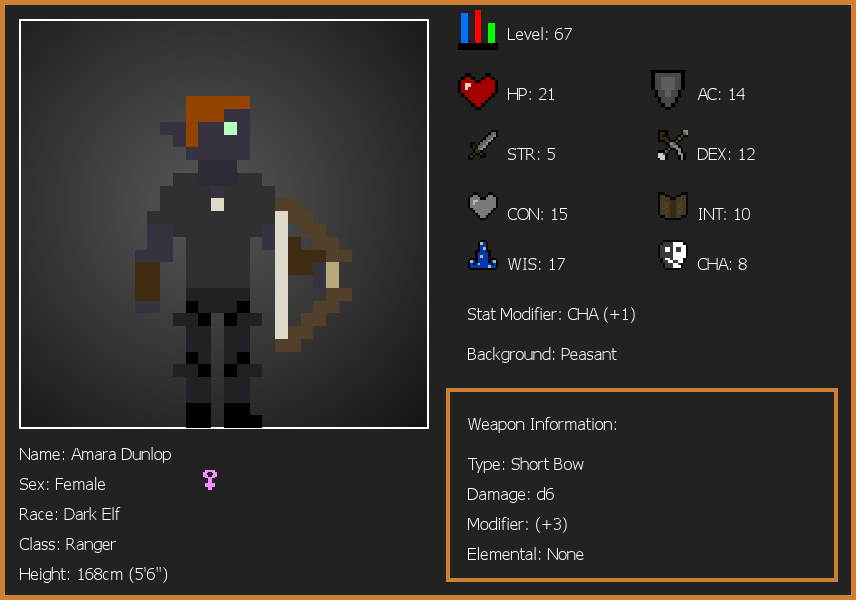 Level: 67
HP: 21
AC: 14
STR: 5
DEX: 12
CON: 15
INT: 10
WIS: 17
CHA: 8
Stat Modifier: CHA (+1)
Background: Peasant
Weapon Information:
Type: Short Bow
Damage: d6
Modifier: (+3)
Elemental: None
Name: Amara Dunlop
Sex: Female
Race: Dark Elf
Class: Ranger
Height: 168cm (5'6")